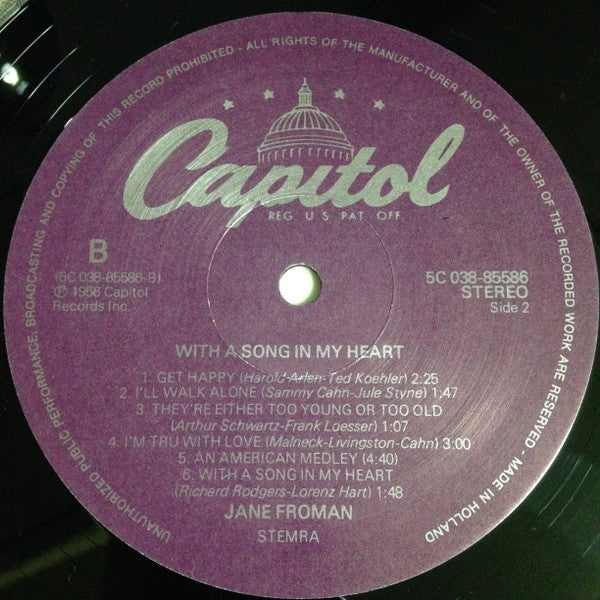 UNAUTHORIZED PUBLIC PERFORMANCE, BROADCASTING AND COPYING OF THIS RECORD PROHIBITED - ALL RIGHTS OF THE MANUFACTURER AND OF THE OWNER OF THE RECORDED WORK ARE RESERVED - MADE IN HOLLAND
Capitol
REG. U.S. PAT. OFF.
B
(5C 038-85586-B)
℗ 1956 Capitol
Records Inc.
5C 038-85586
STEREO
Side 2
WITH A SONG IN MY HEART
1. GET HAPPY (Harold Arlen-Ted Koehler) 2:25
2. I'LL WALK ALONE (Sammy Cahn-Jule Styne) 1:47
3. THEY'RE EITHER TOO YOUNG OR TOO OLD
(Arthur Schwartz-Frank Loesser) 1:07
4. I'M TRU WITH LOVE (Malneck-Livingston-Cahn) 3:00
5. AN AMERICAN MEDLEY (4:40)
6. WITH A SONG IN MY HEART
(Richard Rodgers-Lorenz Hart) 1:48
JANE FROMAN
STEMRA